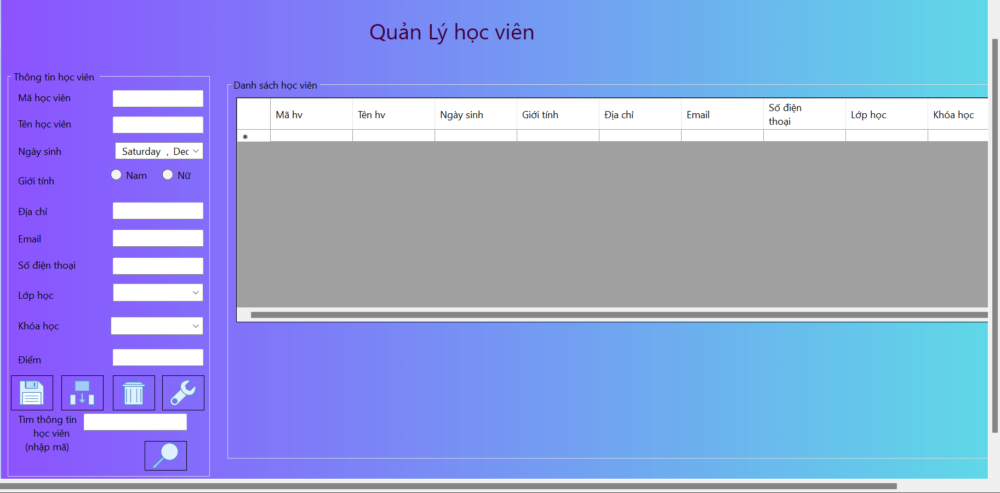 Quản Lý học viên
Thông tin học viên
Mã học viên
Tên học viên
Ngày sinh
Saturday , Dec
Giới tính
Nam
Nữ
Địa chỉ
Email
Số điện thoại
Lớp học
Khóa học
Điểm
Tìm thông tin
học viên
(nhập mã)
Danh sách học viên
Mã hv
Tên hv
Ngày sinh
Giới tính
Địa chỉ
Email
Số điện
thoại
Lớp học
Khóa học